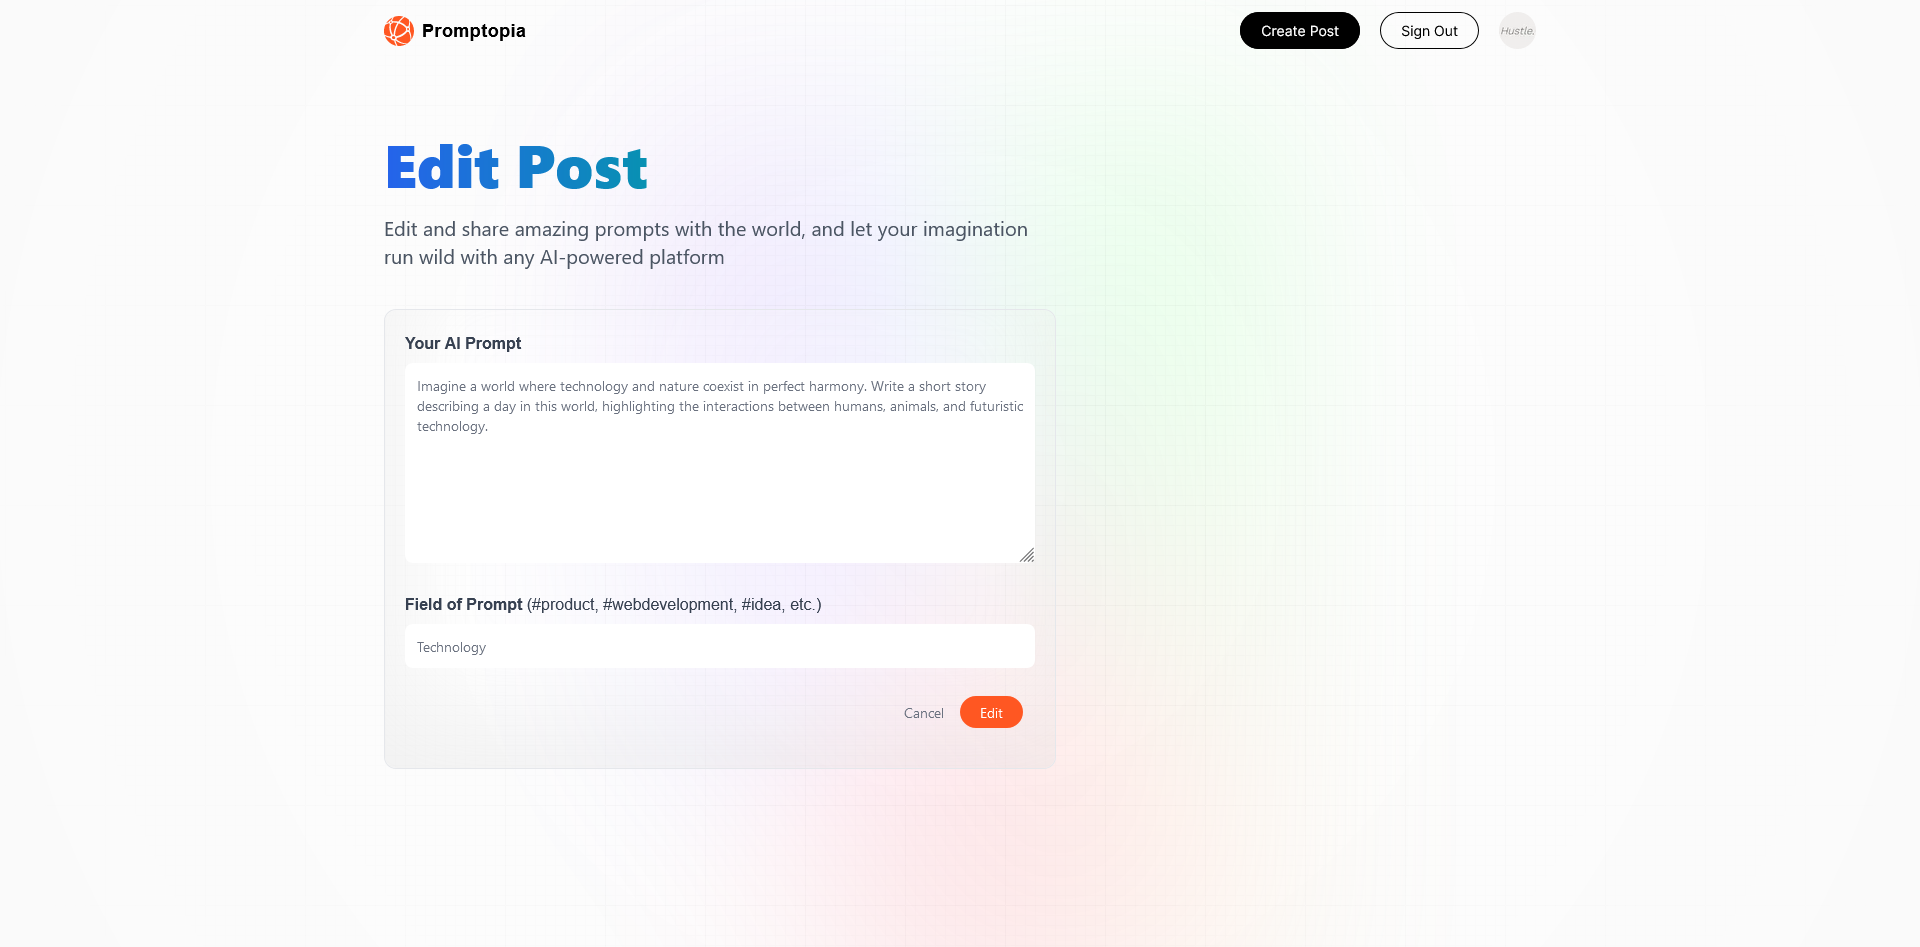 Promptopia
Create Post
Sign Out
Hustle.
Edit Post
Edit and share amazing prompts with the world, and let your imagination
run wild with any AI-powered platform
Your AI Prompt
Imagine a world where technology and nature coexist in perfect harmony. Write a short story
describing a day in this world, highlighting the interactions between humans, animals, and futuristic
technology.
Field of Prompt (#product, #webdevelopment, #idea, etc.)
Technology
Cancel
Edit